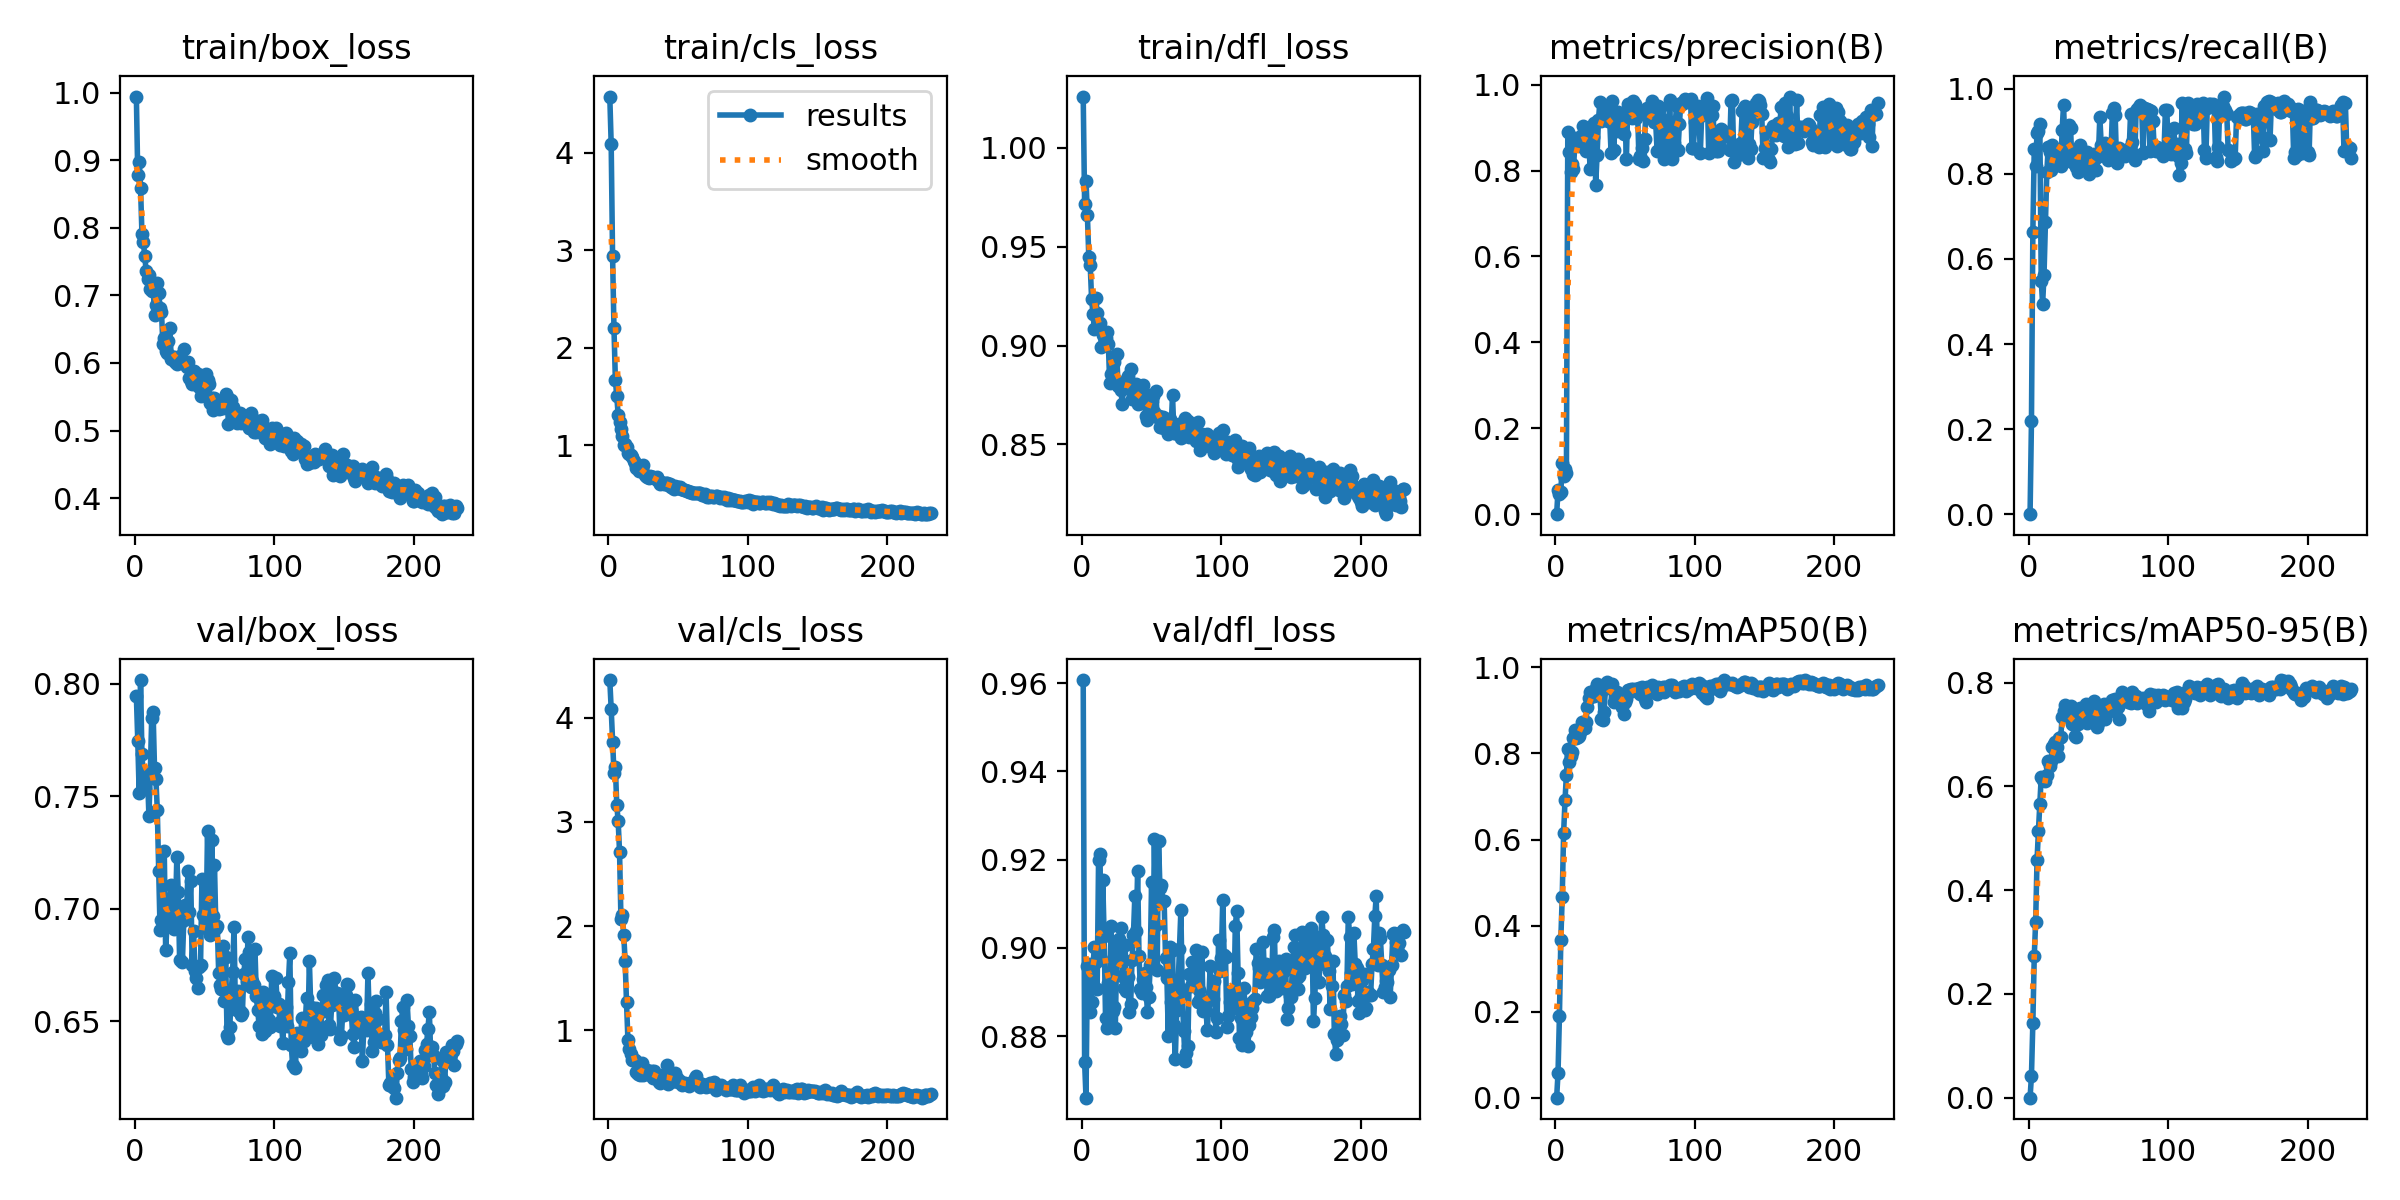 train/box_loss
1.0
0.9
0.8
0.7
0.6
0.5
0.4
0 100 200
train/cls_loss
results
smooth
4
3
2
1
0 100 200
train/dfl_loss
1.00
0.95
0.90
0.85
0 100 200
metrics/precision(B)
1.0
0.8
0.6
0.4
0.2
0.0
0 100 200
metrics/recall(B)
1.0
0.8
0.6
0.4
0.2
0.0
0 100 200
val/box_loss
0.80
0.75
0.70
0.65
0 100 200
val/cls_loss
4
3
2
1
0 100 200
val/dfl_loss
0.96
0.94
0.92
0.90
0.88
0 100 200
metrics/mAP50(B)
1.0
0.8
0.6
0.4
0.2
0.0
0 100 200
metrics/mAP50-95(B)
0.8
0.6
0.4
0.2
0.0
0 100 200